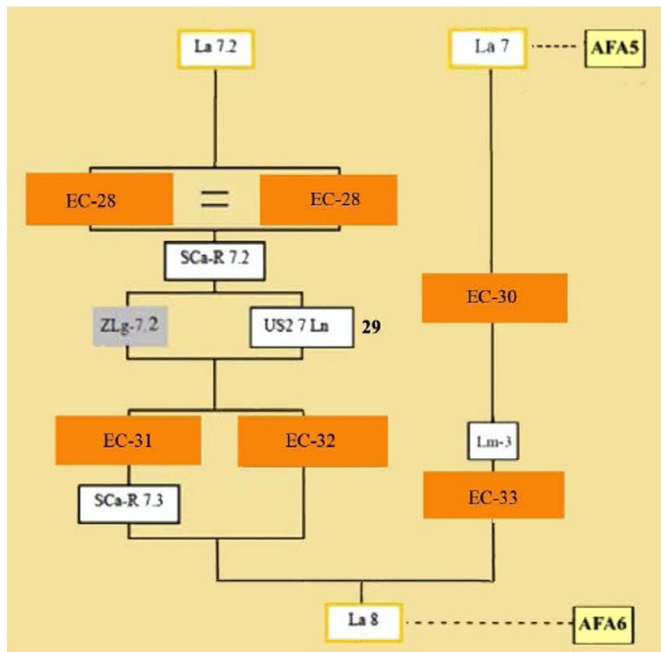 La 7.2
La 7
AFA5
EC-28
=
EC-28
SCa-R 7.2
EC-30
ZLg-7,2
US2 7 Ln
29
EC-31
EC-32
Lm-3
SCa-R 7.3
EC-33
La 8
AFA6